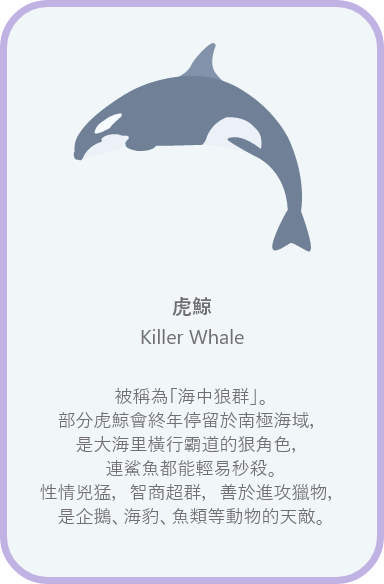 虎鯨
Killer Whale
被稱為「海中狼群」。
部分虎鯨會終年停留於南極海域，
是大海里橫行霸道的狠角色，
連鯊魚都能輕易秒殺。
性情兇猛，智商超群，善於進攻獵物，
是企鵝、海豹、魚類等動物的天敵。